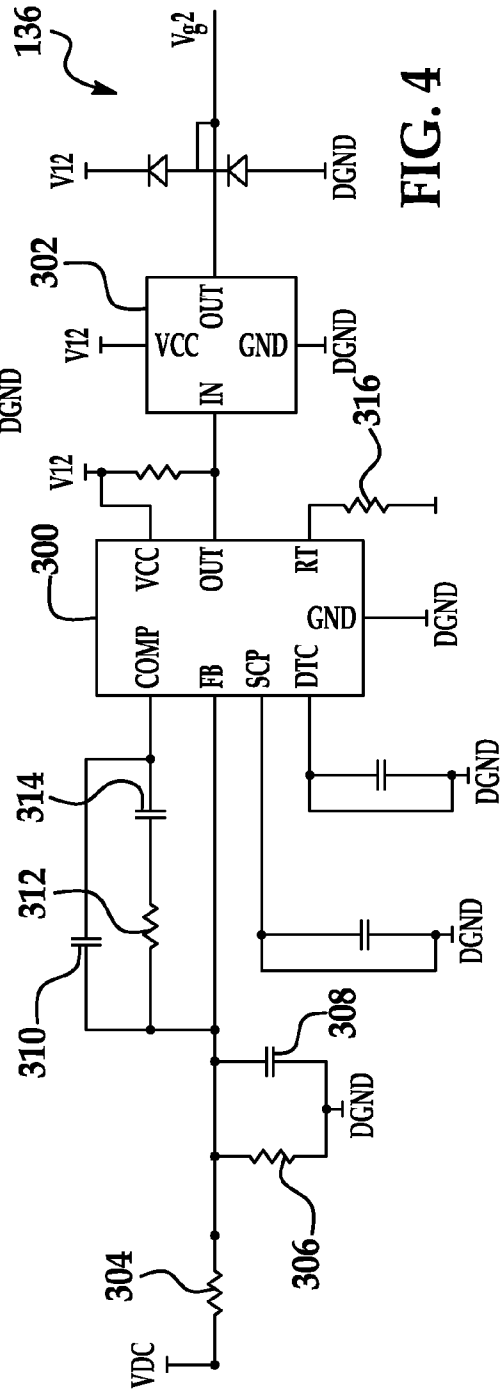 136
Vg2
V12
DGND
FIG. 4
302
V12
VCC
IN
OUT
GND
DGND
DGND
V12
300
VCC
COMP
OUT
FB
SCP
RT
DTC
GND
DGND
316
314
312
310
DGND
DGND
308
DGND
306
304
VDC